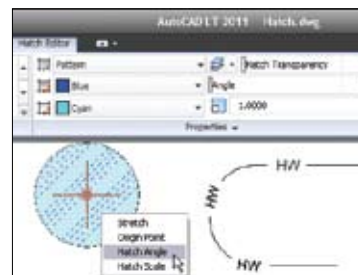 AutoCAD LT 2011 Hatch.dwg
Hatch Editor
Pattern Hatch Transparency
Blue Angle
Cyan 1.0000
Properties
HW
HW
HW
Stretch
Origin Point
Hatch Angle
Hatch Scale